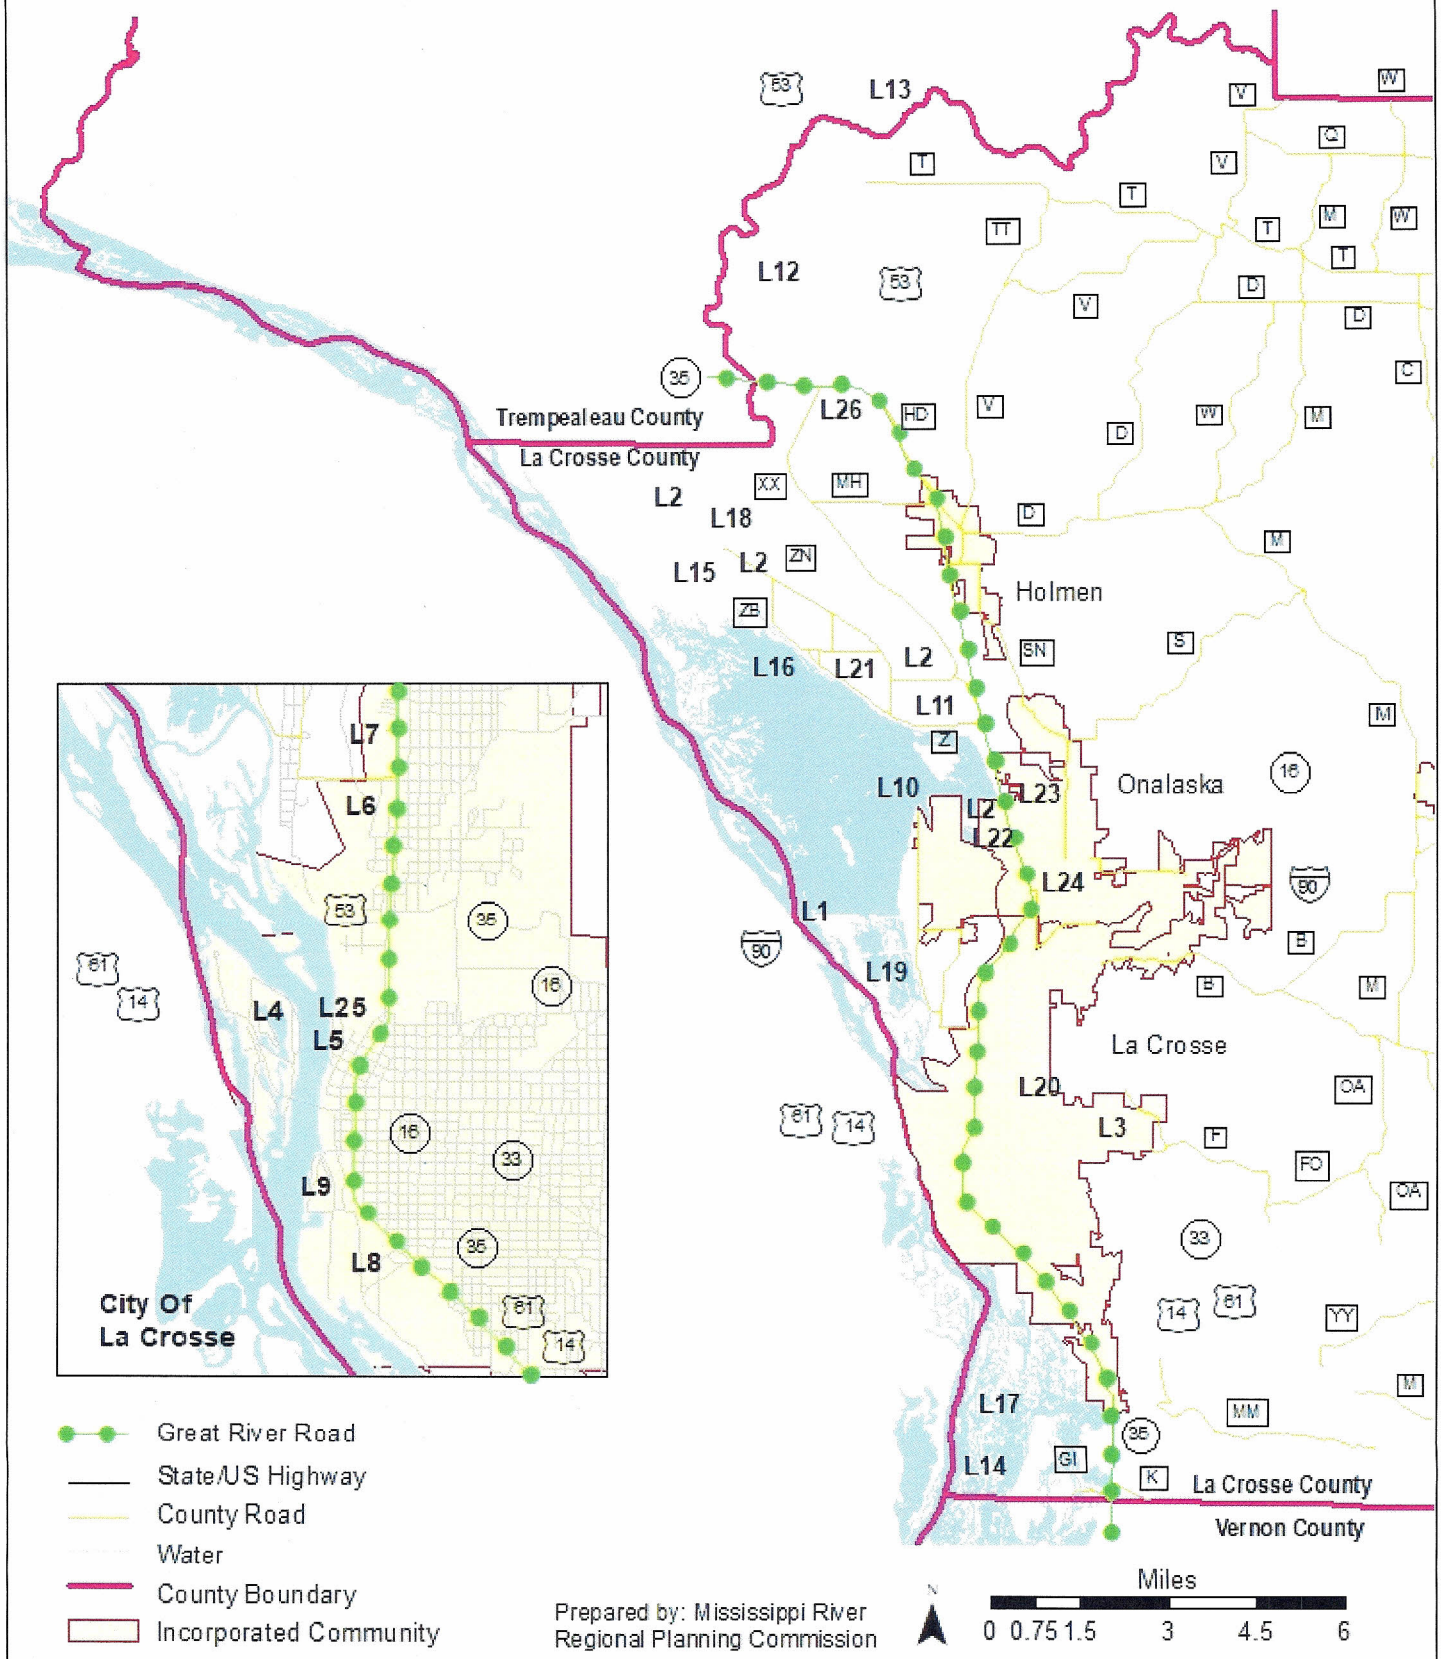 53
L13
W
V
Q
T
V
T
TT
T
M
W
T
L12
53
D
V
D
35
C
Trempealeau County
L26
HD
V
D
W
M
La Crosse County
L2
XX
MH
L18
D
M
L15
L2
ZN
Holmen
ZB
L16
L21
L2
SN
S
L11
Z
M
L10
L2
L23
Onalaska
16
L22
L24
90
L1
90
L19
B
B
M
La Crosse
L20
OA
61
14
L3
F
FO
OA
33
14
61
YY
M
MM
L17
35
L14
GI
K
La Crosse County
Vernon County
L7
L6
53
35
61
14
16
L4
L25
L5
16
33
L9
35
L8
61
14
City Of
La Crosse
Great River Road
State/US Highway
County Road
Water
County Boundary
Incorporated Community
Prepared by: Mississippi River
Regional Planning Commission
N
Miles
0 0.75 1.5 3 4.5 6